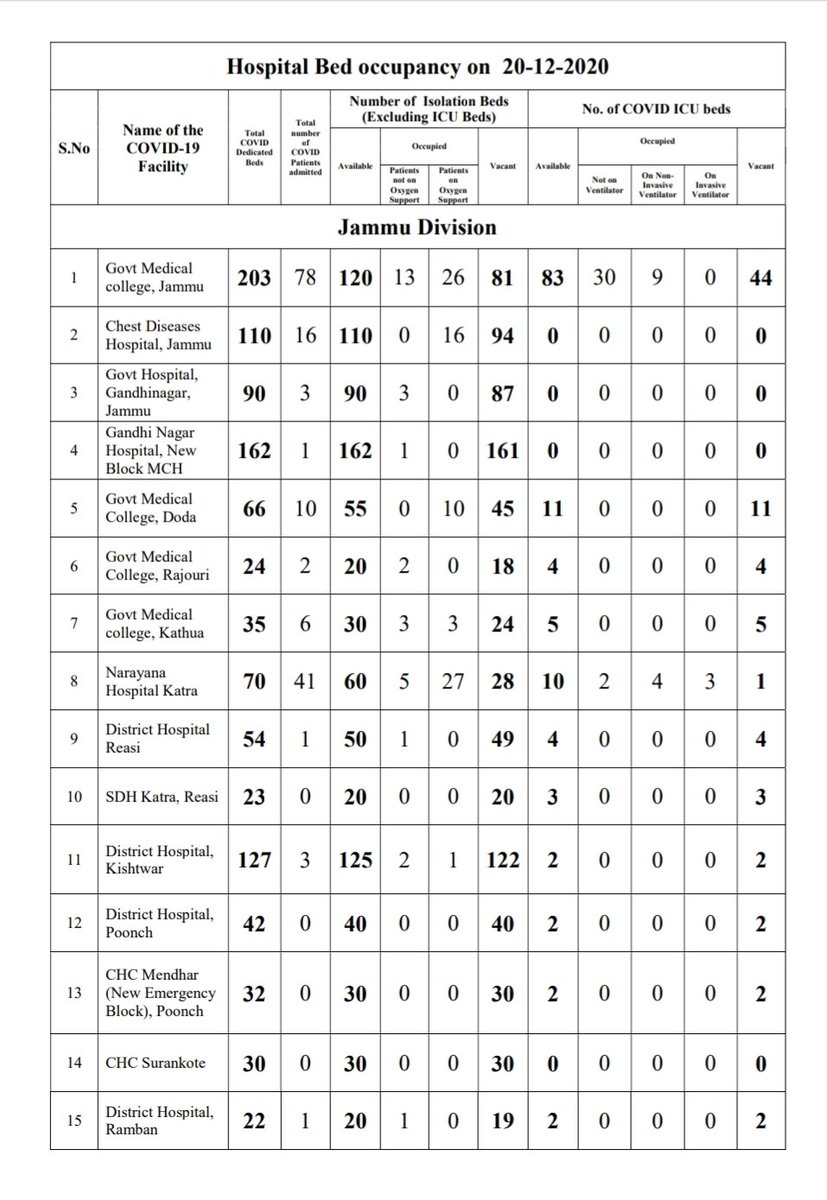 Hospital Bed occupancy on 20-12-2020
S.No
Name of the
COVID-19
Facility
Total
COVID
Dedicated
Beds
Total
number
of
COVID
Patients
admitted
Number of Isolation Beds
(Excluding ICU Beds)
No. of COVID ICU beds
Available
Occupied
Vacant
Available
Occupied
Vacant
Patients
not on
Oxygen
Support
Patients
on
Oxygen
Support
Not on
Ventilator
On Non-
Invasive
Ventilator
On
Invasive
Ventilator
Jammu Division
1 Govt Medical
college, Jammu 203 78 120 13 26 81 83 30 9 0 44
2 Chest Diseases
Hospital, Jammu 110 16 110 0 16 94 0 0 0 0 0
3 Govt Hospital,
Gandhinagar,
Jammu 90 3 90 3 0 87 0 0 0 0 0
4 Gandhi Nagar
Hospital, New
Block MCH 162 1 162 1 0 161 0 0 0 0 0
5 Govt Medical
College, Doda 66 10 55 0 10 45 11 0 0 0 11
6 Govt Medical
College, Rajouri 24 2 20 2 0 18 4 0 0 0 4
7 Govt Medical
college, Kathua 35 6 30 3 3 24 5 0 0 0 5
8 Narayana
Hospital Katra 70 41 60 5 27 28 10 2 4 3 1
9 District Hospital
Reasi 54 1 50 1 0 49 4 0 0 0 4
10 SDH Katra, Reasi 23 0 20 0 0 20 3 0 0 0 3
11 District Hospital,
Kishtwar 127 3 125 2 1 122 2 0 0 0 2
12 District Hospital,
Poonch 42 0 40 0 0 40 2 0 0 0 2
13 CHC Mendhar
(New Emergency
Block), Poonch 32 0 30 0 0 30 2 0 0 0 2
14 CHC Surankote 30 0 30 0 0 30 0 0 0 0 0
15 District Hospital,
Ramban 22 1 20 1 0 19 2 0 0 0 2